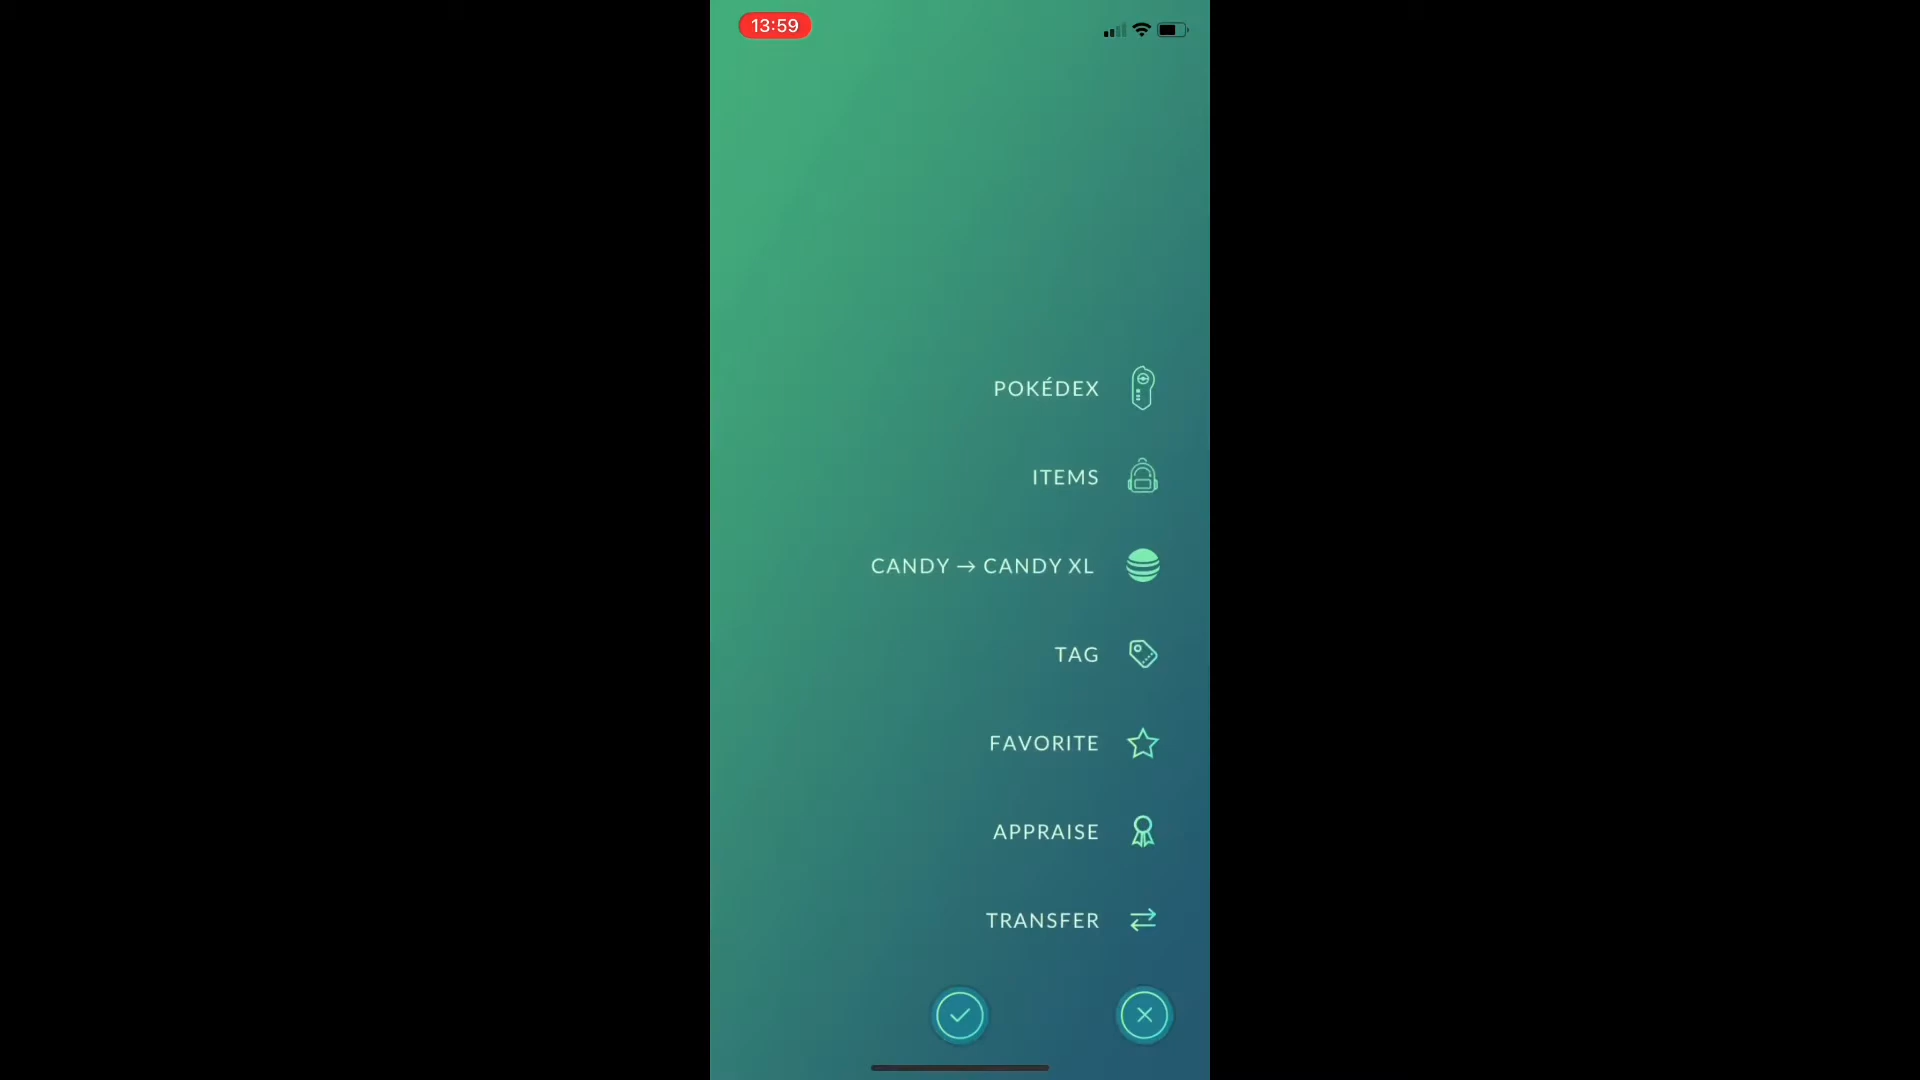 13:59
POKÉDEX
ITEMS
CANDY → CANDY XL
TAG
FAVORITE
APPRAISE
TRANSFER